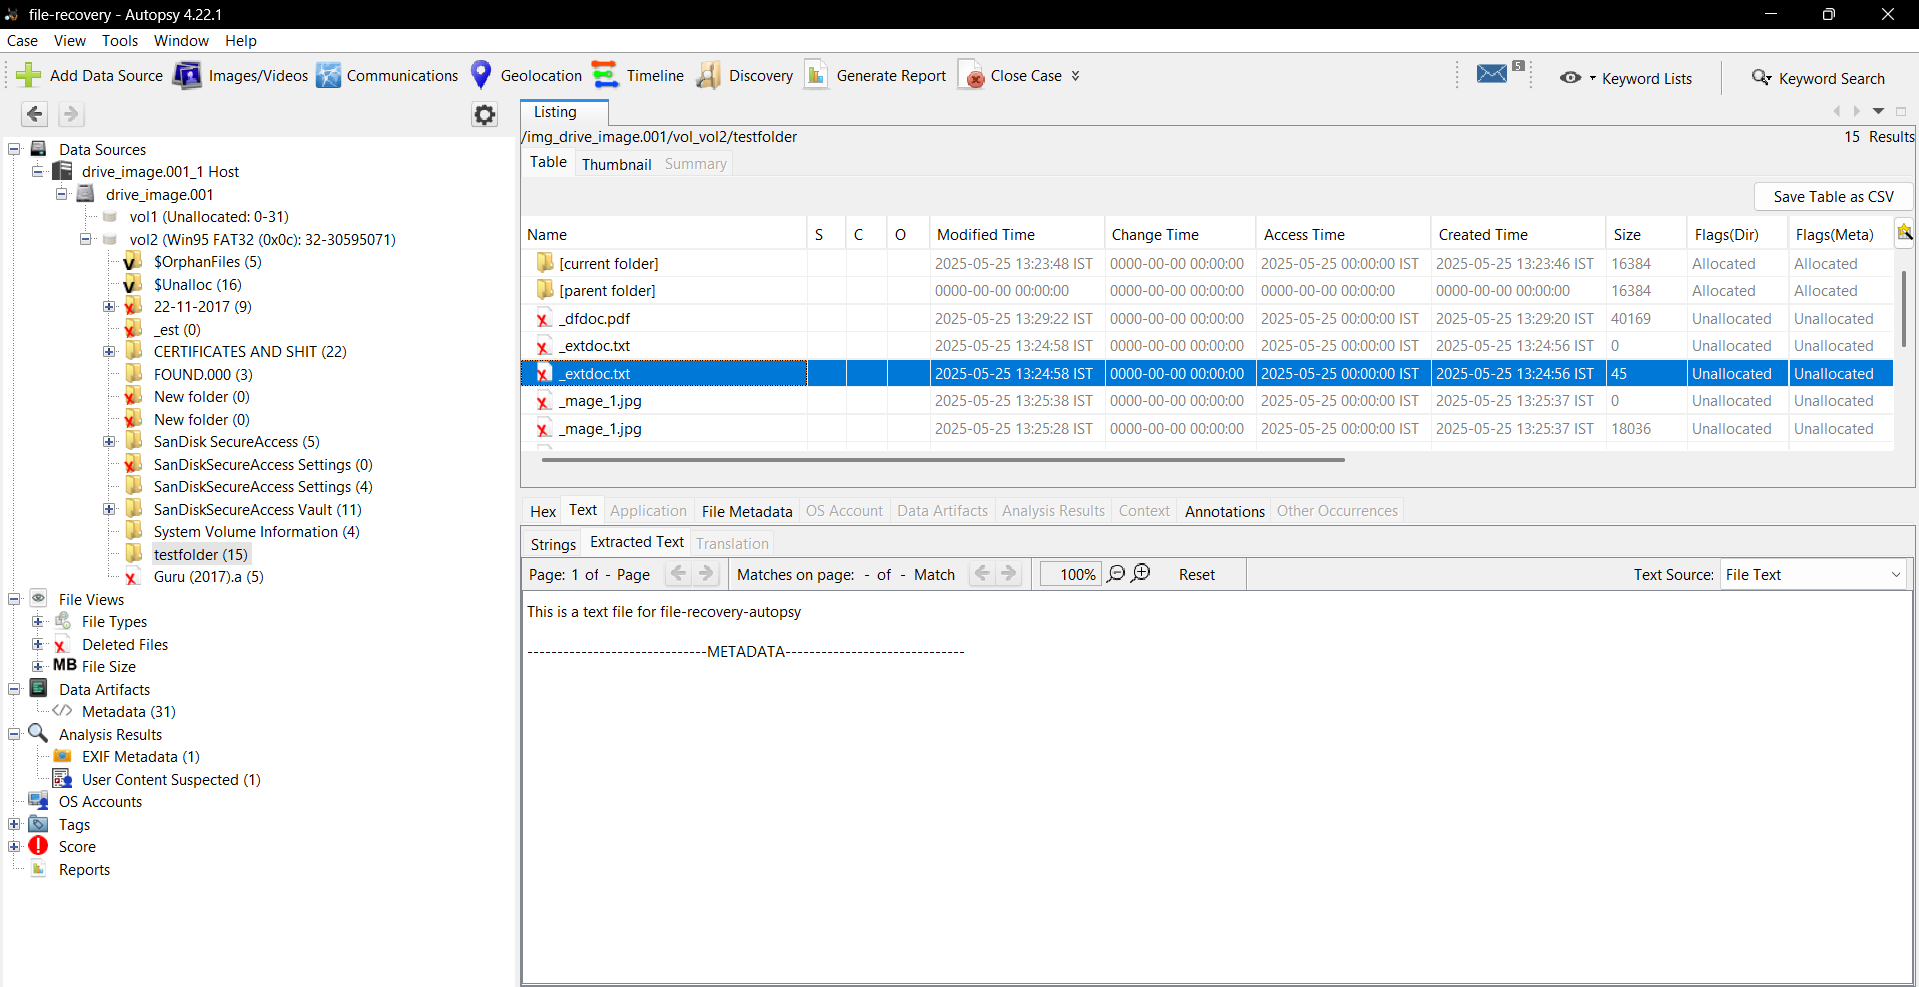 file-recovery - Autopsy 4.22.1
Case View Tools Window Help
Add Data Source Images/Videos Communications Geolocation Timeline Discovery Generate Report Close Case 5 Keyword Lists Keyword Search
Data Sources
drive_image.001_1 Host
drive_image.001
vol1 (Unallocated: 0-31)
vol2 (Win95 FAT32 (0x0c): 32-30595071)
$OrphanFiles (5)
$Unalloc (16)
22-11-2017 (9)
_est (0)
CERTIFICATES AND SHIT (22)
FOUND.000 (3)
New folder (0)
New folder (0)
SanDisk SecureAccess (5)
SanDiskSecureAccess Settings (0)
SanDiskSecureAccess Settings (4)
SanDiskSecureAccess Vault (11)
System Volume Information (4)
testfolder (15)
Guru (2017).a (5)
File Views
File Types
Deleted Files
MB File Size
Data Artifacts
Metadata (31)
Analysis Results
EXIF Metadata (1)
User Content Suspected (1)
OS Accounts
Tags
Score
Reports
Listing
/img_drive_image.001/vol_vol2/testfolder 15 Results
Table Thumbnail Summary
Save Table as CSV
Name S C O Modified Time Change Time Access Time Created Time Size Flags(Dir) Flags(Meta)
[current folder] 2025-05-25 13:23:48 IST 0000-00-00 00:00:00 2025-05-25 00:00:00 IST 2025-05-25 13:23:46 IST 16384 Allocated Allocated
[parent folder] 0000-00-00 00:00:00 0000-00-00 00:00:00 0000-00-00 00:00:00 0000-00-00 00:00:00 16384 Allocated Allocated
_dfdoc.pdf 2025-05-25 13:29:22 IST 0000-00-00 00:00:00 2025-05-25 00:00:00 IST 2025-05-25 13:29:20 IST 40169 Unallocated Unallocated
_extdoc.txt 2025-05-25 13:24:58 IST 0000-00-00 00:00:00 2025-05-25 00:00:00 IST 2025-05-25 13:24:56 IST 0 Unallocated Unallocated
_extdoc.txt 2025-05-25 13:24:58 IST 0000-00-00 00:00:00 2025-05-25 00:00:00 IST 2025-05-25 13:24:56 IST 45 Unallocated Unallocated
_mage_1.jpg 2025-05-25 13:25:38 IST 0000-00-00 00:00:00 2025-05-25 00:00:00 IST 2025-05-25 13:25:37 IST 0 Unallocated Unallocated
_mage_1.jpg 2025-05-25 13:25:28 IST 0000-00-00 00:00:00 2025-05-25 00:00:00 IST 2025-05-25 13:25:37 IST 18036 Unallocated Unallocated
Hex Text Application File Metadata OS Account Data Artifacts Analysis Results Context Annotations Other Occurrences
Strings Extracted Text Translation
Page: 1 of - Page Matches on page: - of - Match 100% Reset Text Source: File Text
This is a text file for file-recovery-autopsy
------------------------------METADATA------------------------------